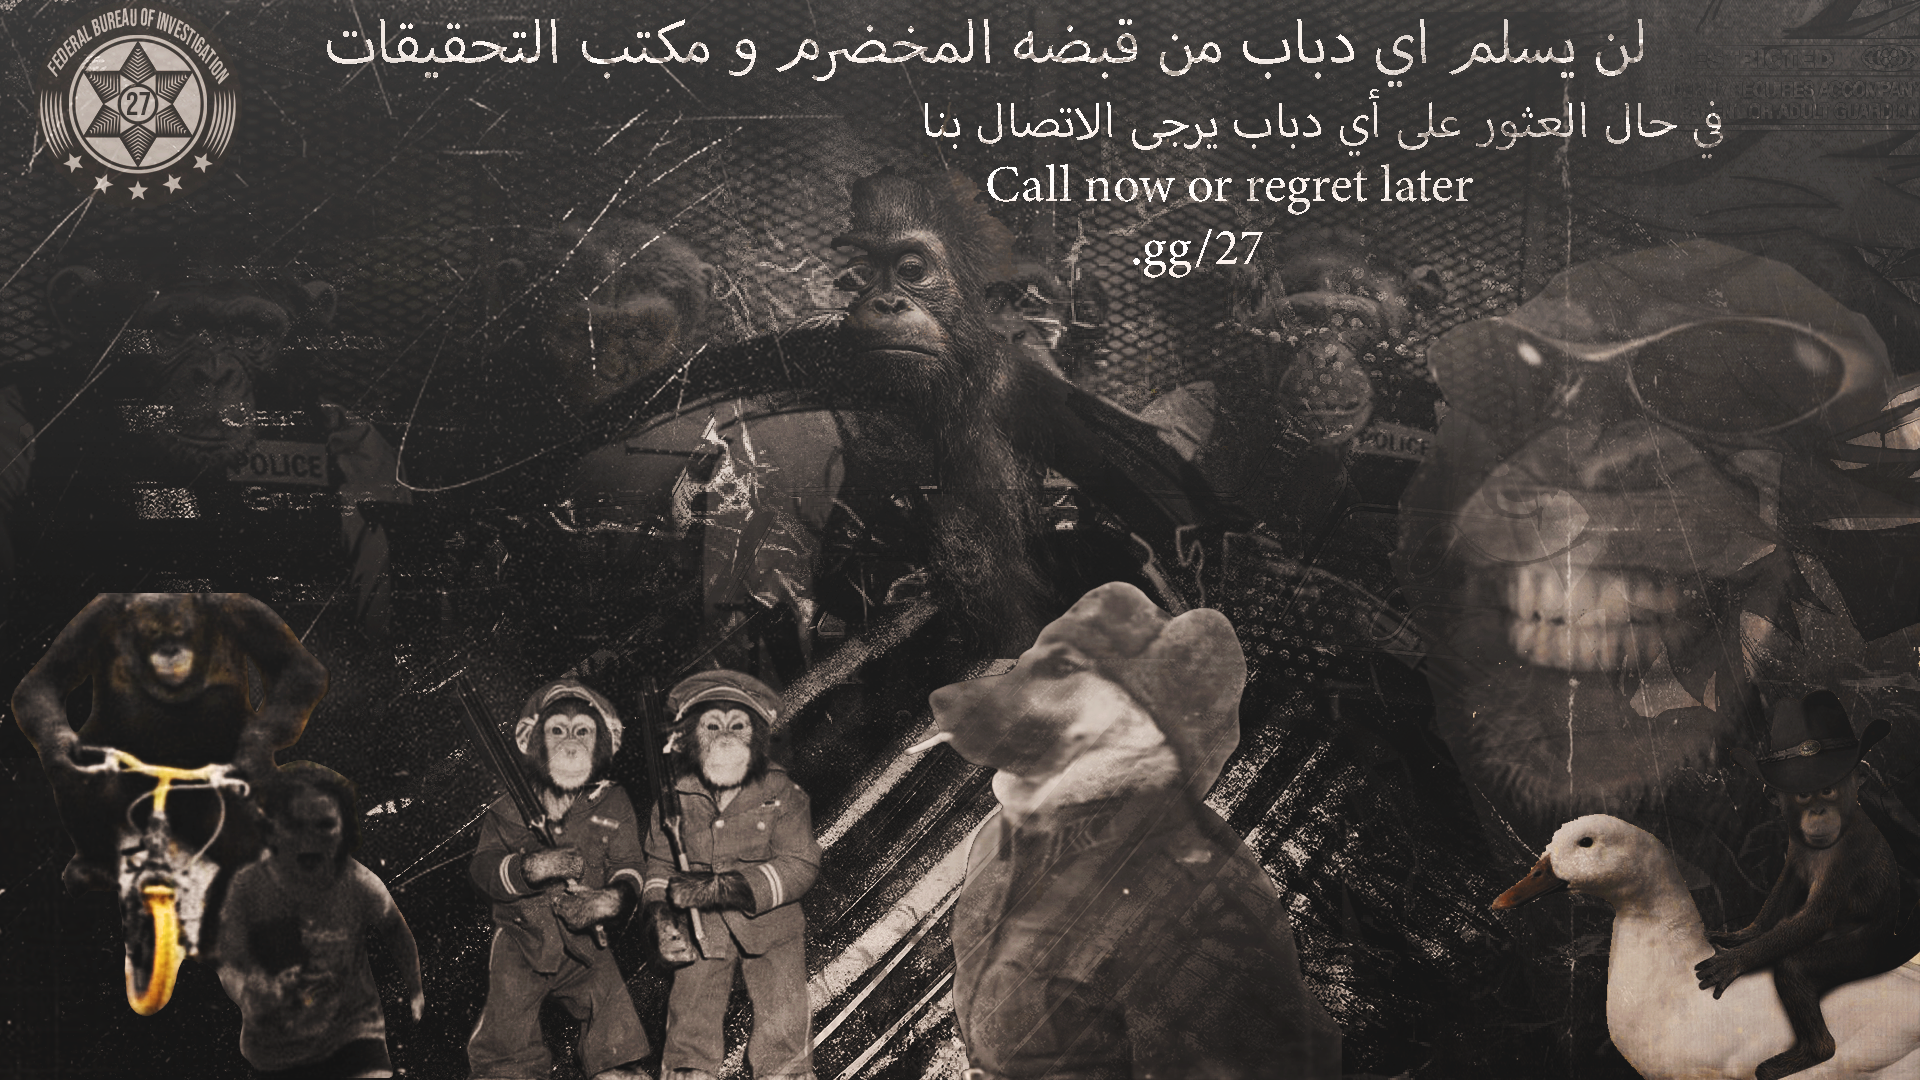 FEDERAL BUREAU OF INVESTIGATION
27
لن يسلم اي دباب من قبضه المخضرم و مكتب التحقيقات
في حال العثور على أي دباب يرجى الاتصال بنا
Call now or regret later
.gg/27
POLICE
POLICE